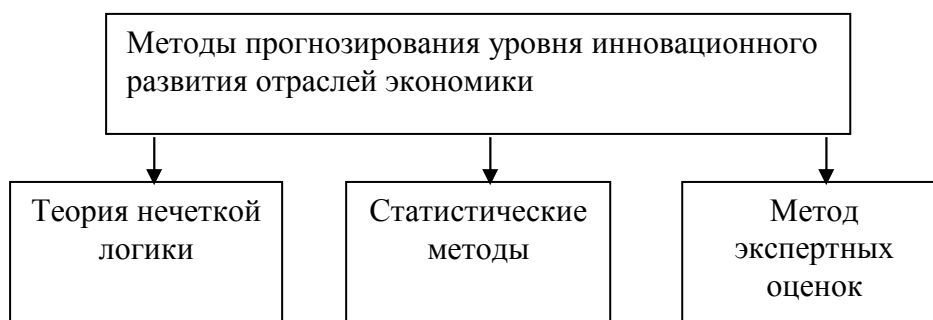 Методы прогнозирования уровня инновационного
развития отраслей экономики
Теория нечеткой
логики
Статистические
методы
Метод
экспертных
оценок